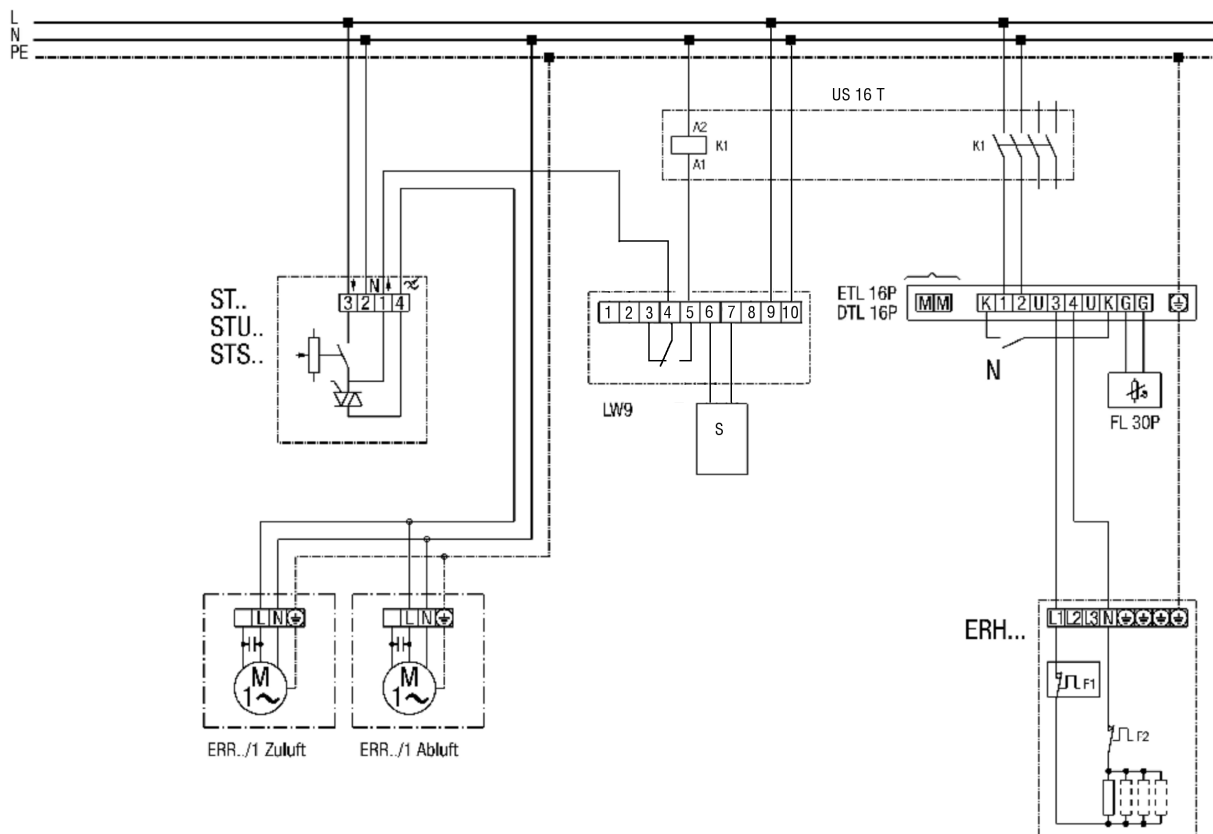 L
N
PE
US 16 T
A2
K1
A1
K1
ST..
STU..
STS..
N
3 2 1 4
1 2 3 4 5 6 7 8 9 10
LW9
S
ETL 16P
DTL 16P
M M K 1 2 U 3 4 U K G G
N
FL 30P
L N
M
1~
ERR../1 Zuluft
L N
M
1~
ERR../1 Abluft
ERH...
L1 L2 L3 N
F1
F2